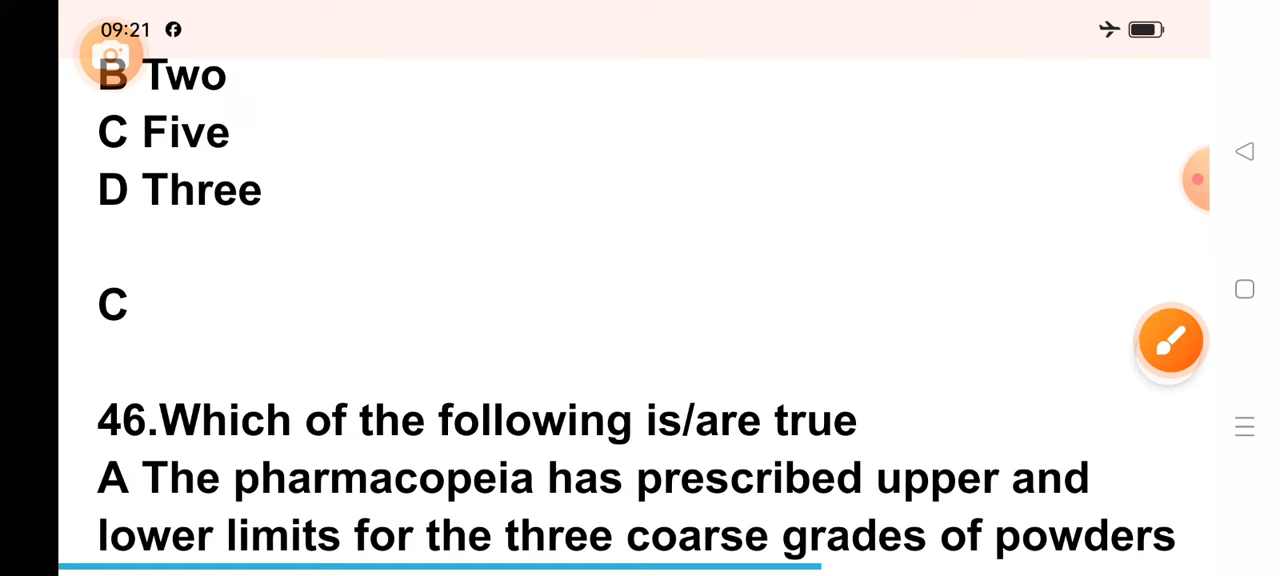 09:21
B Two
C Five
D Three
C
46.Which of the following is/are true
A The pharmacopeia has prescribed upper and
lower limits for the three coarse grades of powders